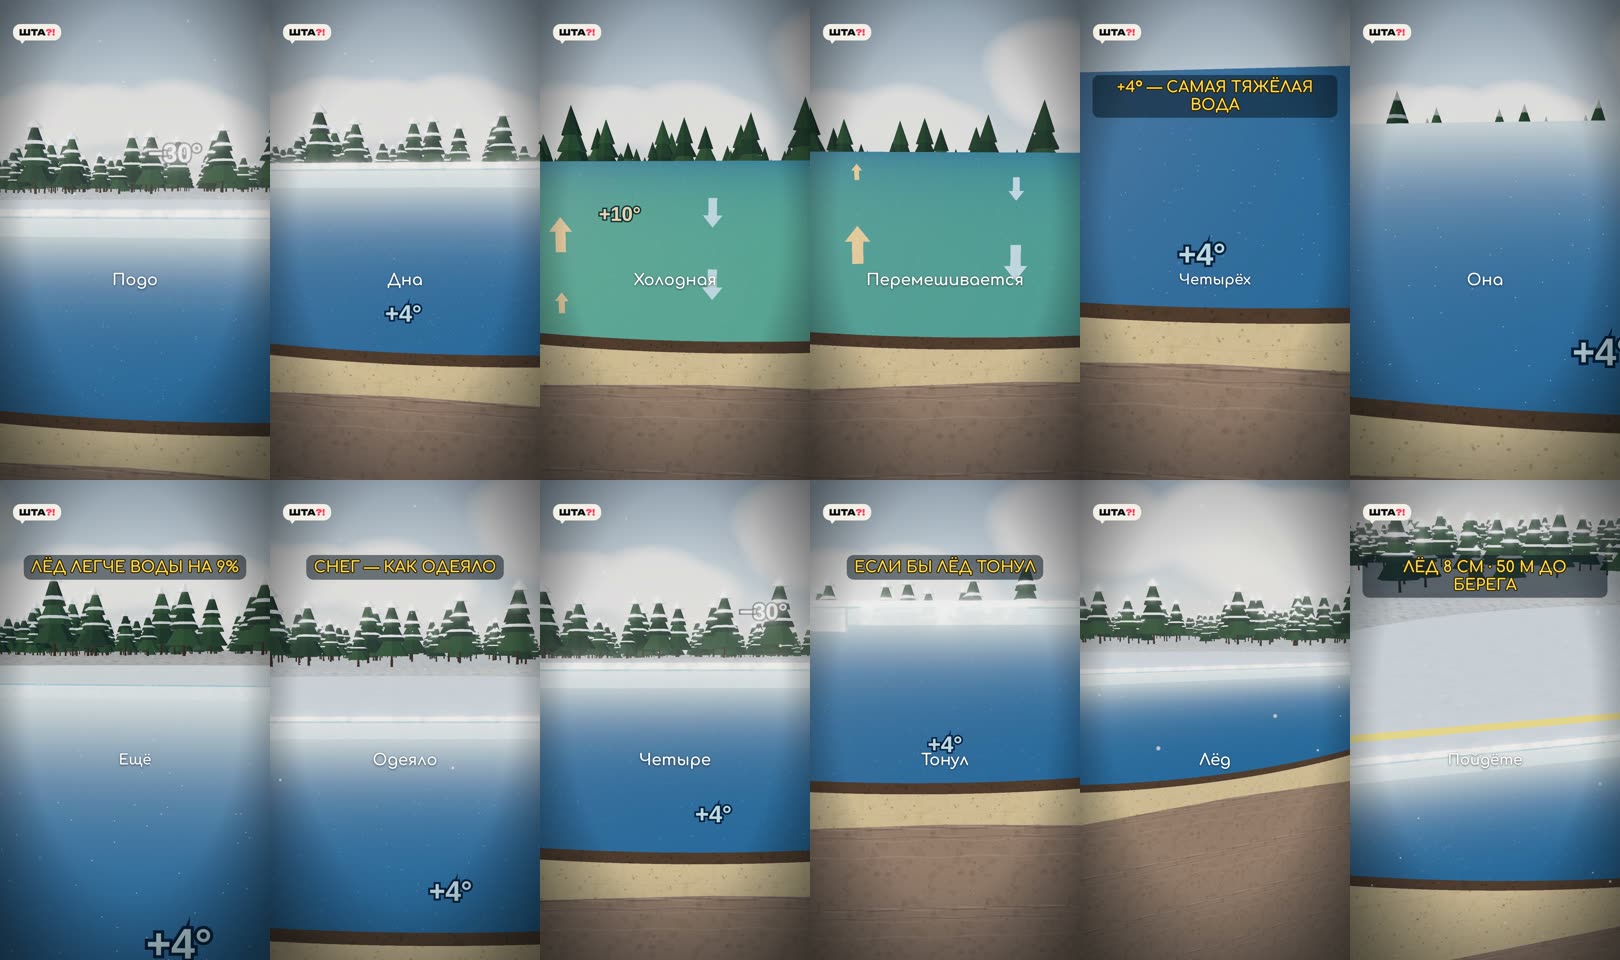 ШТА?!
−30°
Подо
ШТА?!
Дна
+4°
ШТА?!
+10°
Холодная
ШТА?!
Перемешивается
ШТА?!
+4° — САМАЯ ТЯЖЁЛАЯ
ВОДА
+4°
Четырёх
ШТА?!
Она
+4°
ШТА?!
ЛЁД ЛЕГЧЕ ВОДЫ НА 9%
Ещё
+4°
ШТА?!
СНЕГ — КАК ОДЕЯЛО
Одеяло
+4°
ШТА?!
−30°
Четыре
+4°
ШТА?!
ЕСЛИ БЫ ЛЁД ТОНУЛ
+4°
Тонул
ШТА?!
Лёд
ШТА?!
ЛЁД 8 СМ · 50 М ДО
БЕРЕГА
Пойдёте